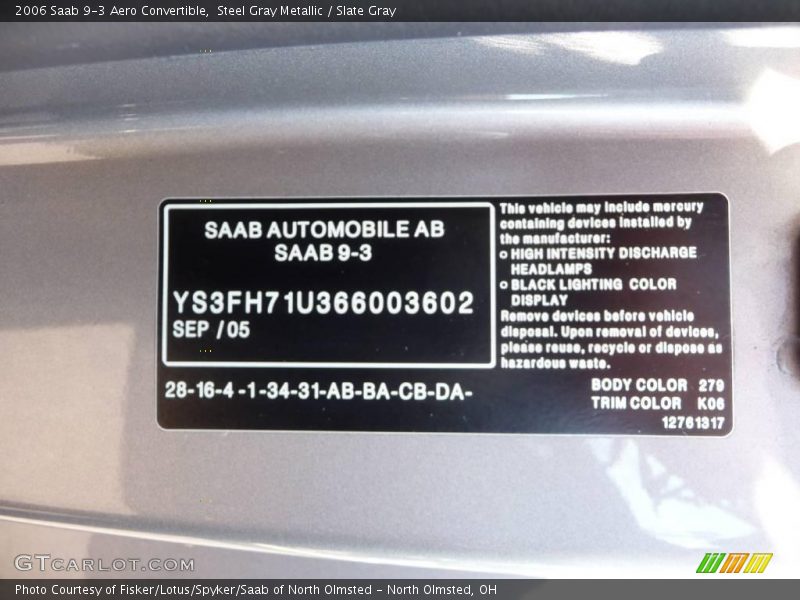 2006 Saab 9-3 Aero Convertible,  Steel Gray Metallic / Slate Gray
SAAB AUTOMOBILE AB
SAAB 9-3
YS3FH71U366003602
SEP / 05
28-16-4 -1-34-31-AB-BA-CB-DA-
This vehicle may include mercury
containing devices installed by
the manufacturer:
o HIGH INTENSITY DISCHARGE
HEADLAMPS
o BLACK LIGHTING COLOR
DISPLAY
Remove devices before vehicle
disposal. Upon removal of devices,
please reuse, recycle or dispose as
hazardous waste.
BODY COLOR 279
TRIM COLOR K06
12761317
GTCARLOT.COM
Photo Courtesy of Fisker/Lotus/Spyker/Saab of North Olmsted - North Olmsted, OH